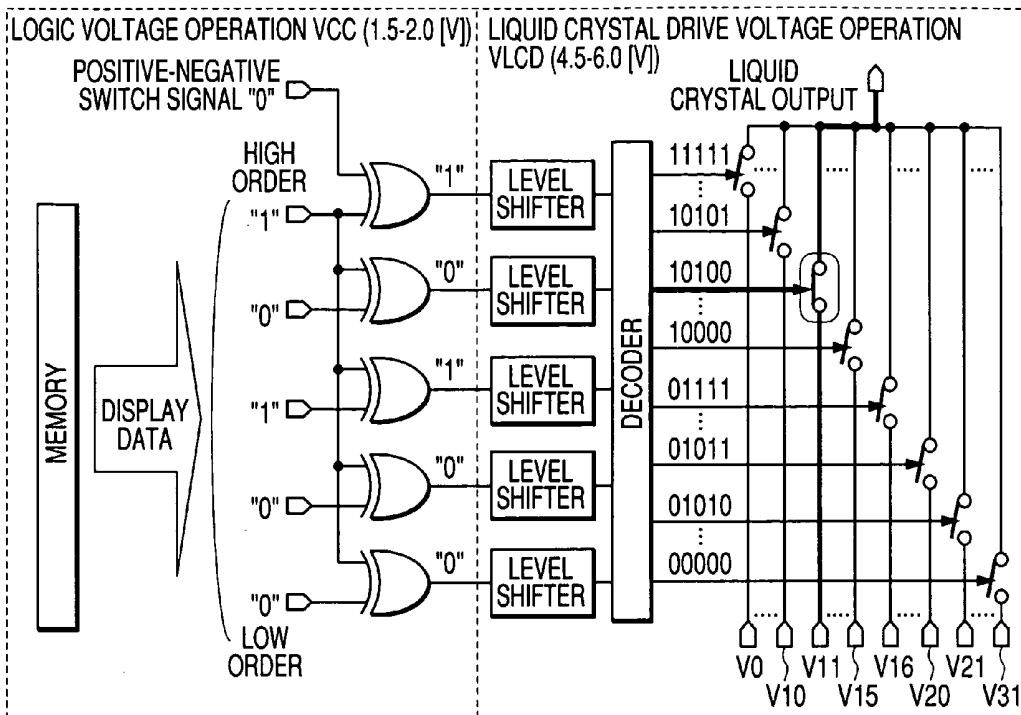 LOGIC VOLTAGE OPERATION VCC (1.5-2.0 [V])
LIQUID CRYSTAL DRIVE VOLTAGE OPERATION
VLCD (4.5-6.0 [V])
POSITIVE-NEGATIVE
SWITCH SIGNAL "0"
LIQUID
CRYSTAL OUTPUT
HIGH
ORDER
"1"
"0"
"1"
"0"
"0"
LOW
ORDER
MEMORY
DISPLAY
DATA
"1"
"0"
"1"
"0"
"0"
LEVEL
SHIFTER
LEVEL
SHIFTER
LEVEL
SHIFTER
LEVEL
SHIFTER
LEVEL
SHIFTER
DECODER
11111
10101
10100
10000
01111
01011
01010
00000
V0
V10
V11
V15
V16
V20
V21
V31